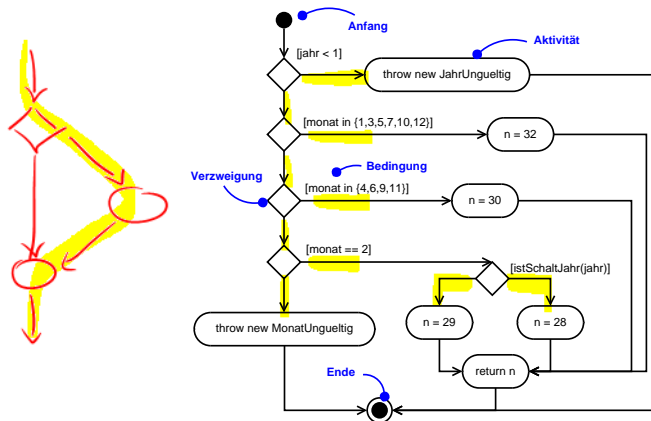 Anfang
[jahr < 1]
Aktivität
throw new JahrUngueltig
[monat in {1,3,5,7,10,12}]
n = 32
Bedingung
Verzweigung
[monat in {4,6,9,11}]
n = 30
[monat == 2]
[istSchaltJahr(jahr)]
throw new MonatUngueltig
n = 29
n = 28
Ende
return n